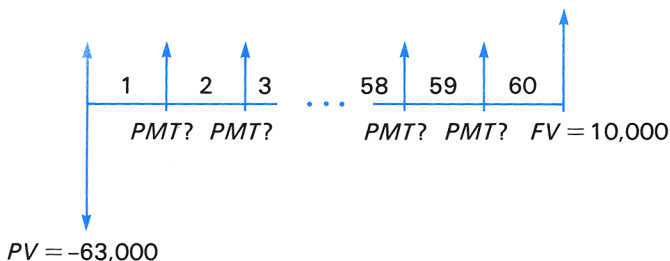 1 2 3 58 59 60
PMT? PMT? PMT? PMT? FV = 10,000
PV = –63,000